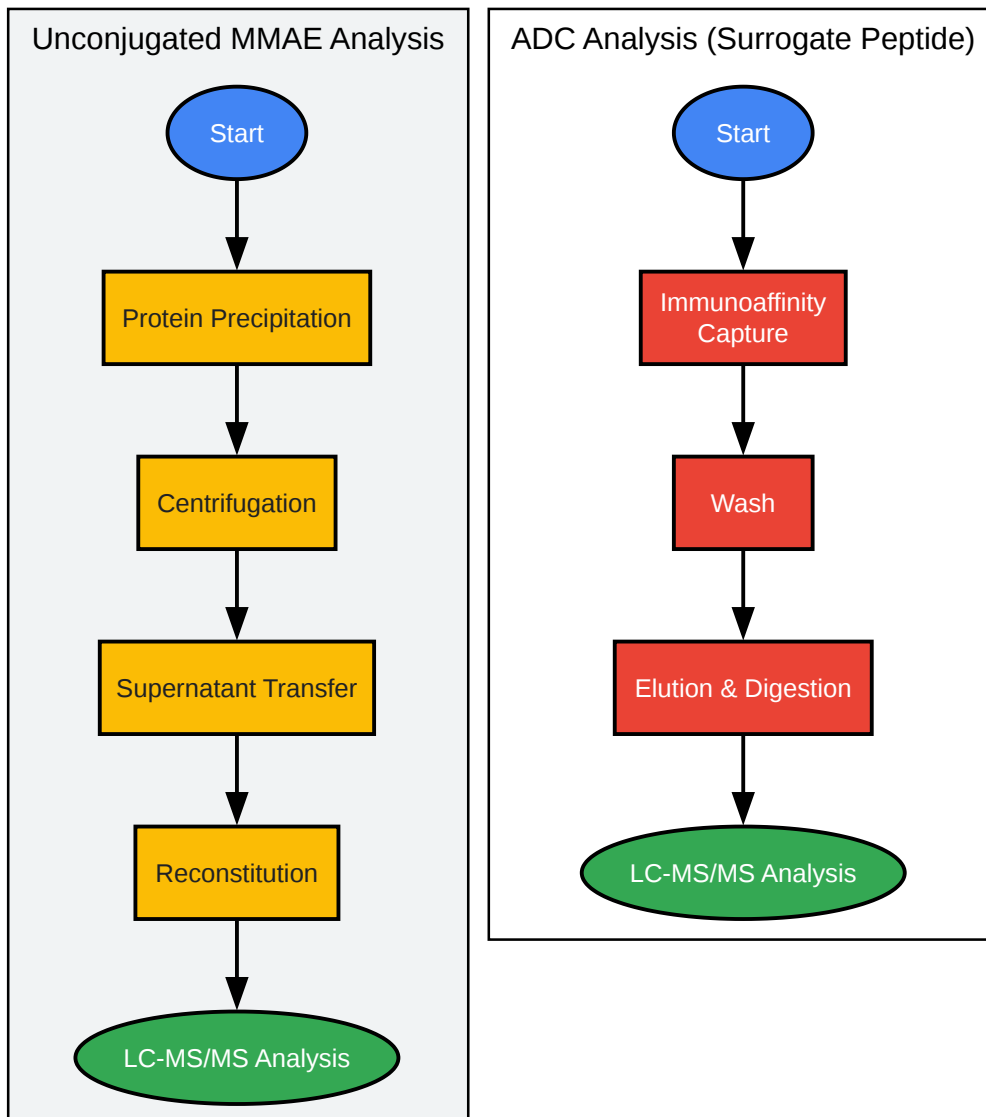 Unconjugated MMAE Analysis
Start
Protein Precipitation
Centrifugation
Supernatant Transfer
Reconstitution
LC-MS/MS Analysis
ADC Analysis (Surrogate Peptide)
Start
Immunoaffinity
Capture
Wash
Elution & Digestion
LC-MS/MS Analysis